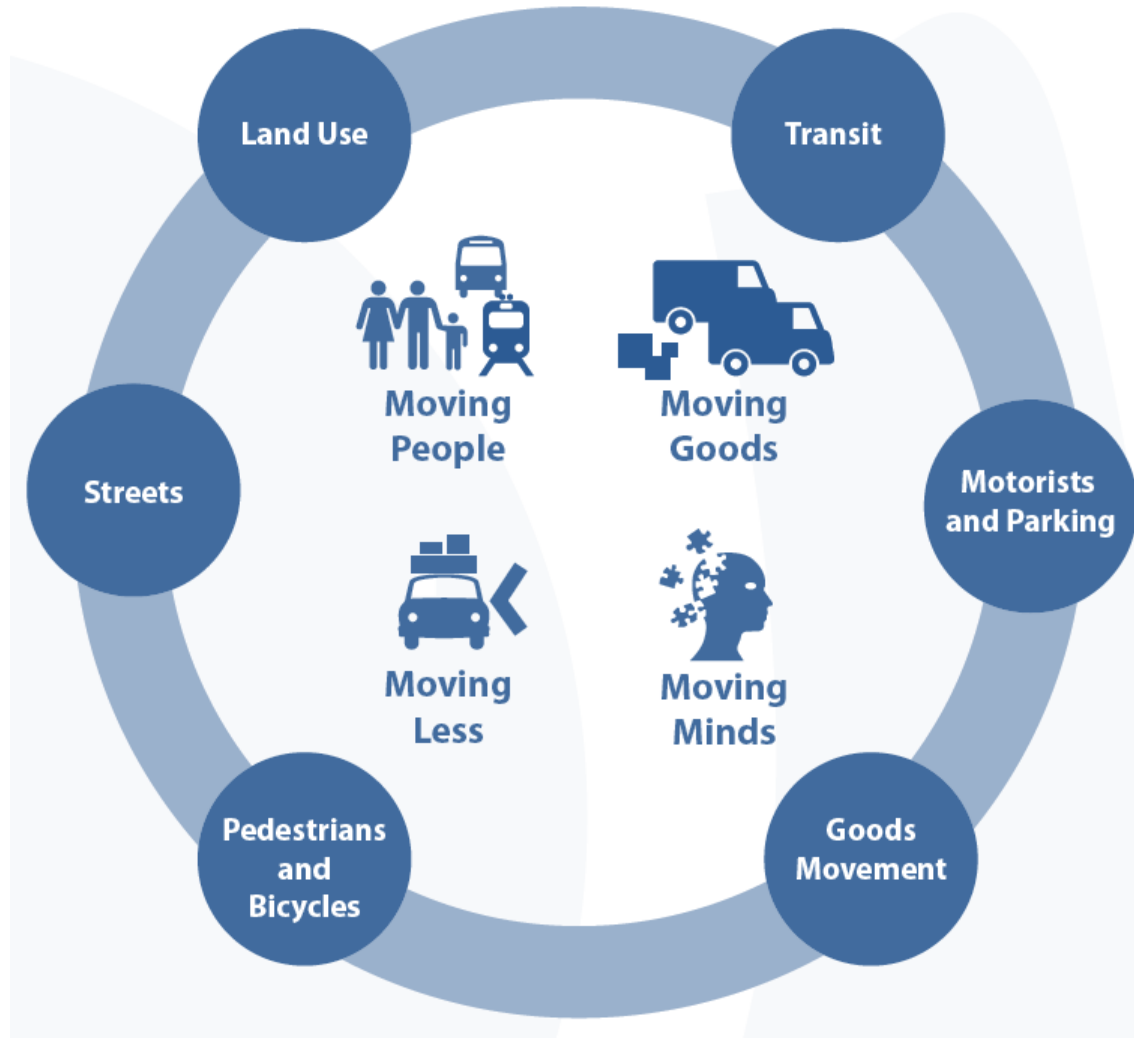 Land Use
Transit
Moving
People
Moving
Goods
Streets
Motorists
and Parking
Moving
Less
Moving
Minds
Pedestrians
and
Bicycles
Goods
Movement